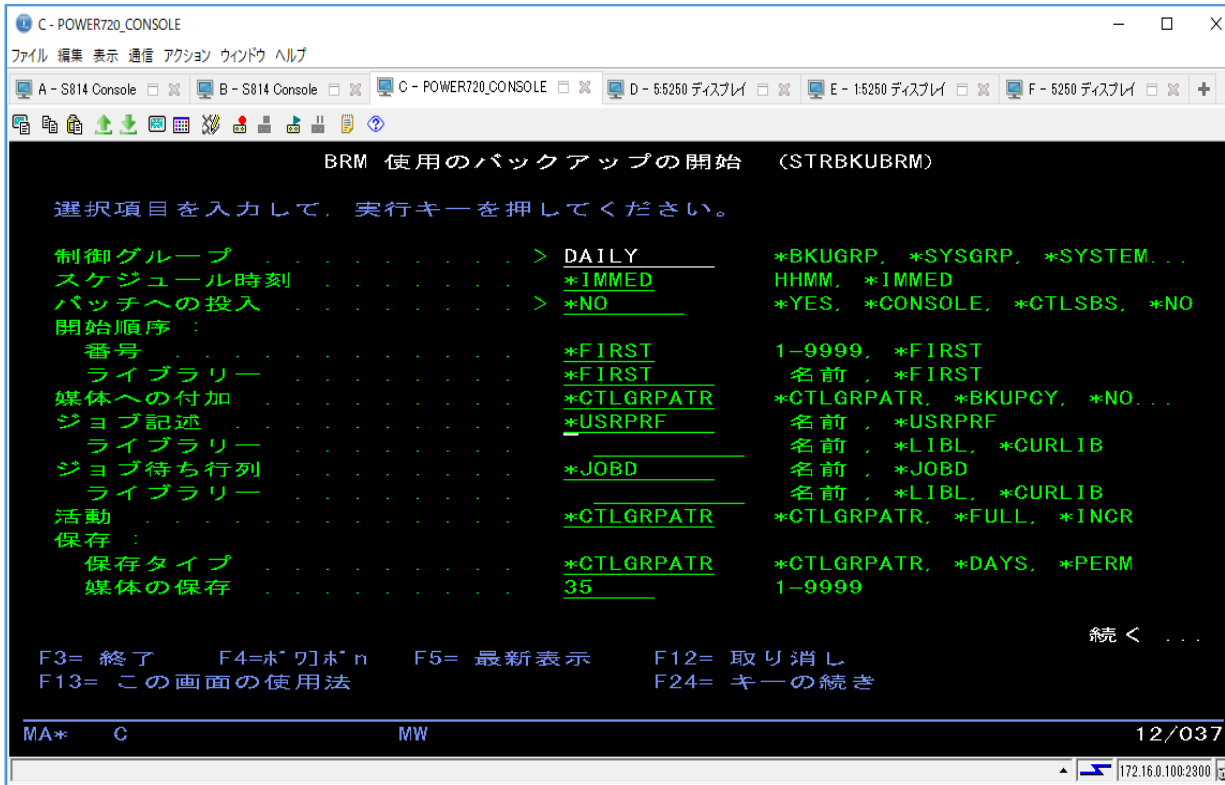 C - POWER720_CONSOLE
ファイル 編集 表示 通信 アクション ウィンドウ ヘルプ
A - S814 Console B - S814 Console C - POWER720_CONSOLE D - 5:5250 ディスプレイ E - 1:5250 ディスプレイ F - 5250 ディスプレイ
BRM 使用のバックアップの開始 (STRBKUBRM)
選択項目を入力して, 実行キーを押してください。
制御グループ . . . . . . . . . . > DAILY *BKUGRP, *SYSGRP, *SYSTEM...
スケジュール時刻 . . . . . . . . *IMMED HHMM, *IMMED
バッチへの投入 . . . . . . . . . > *NO *YES, *CONSOLE, *CTLSBS, *NO
開始順序 :
番号 . . . . . . . . . . . . *FIRST 1-9999, *FIRST
ライブラリー . . . . . . . . *FIRST 名前 , *FIRST
媒体への付加 . . . . . . . . . . *CTLGRPATR *CTLGRPATR, *BKUPCY, *NO...
ジョブ記述 . . . . . . . . . . . *USRPRF 名前 , *USRPRF
ライブラリー . . . . . . . . 名前 , *LIBL, *CURLIB
ジョブ待ち行列 . . . . . . . . . *JOBD 名前 , *JOBD
ライブラリー . . . . . . . . 名前 , *LIBL, *CURLIB
活動 . . . . . . . . . . . . . . *CTLGRPATR *CTLGRPATR, *FULL, *INCR
保存 :
保存タイプ . . . . . . . . . *CTLGRPATR *CTLGRPATR, *DAYS, *PERM
媒体の保存 . . . . . . . . . 35 1-9999
続く ...
F3= 終了 F4=ホ゛ワ]ホ゛n F5= 最新表示 F12= 取り消し
F13= この画面の使用法 F24= キーの続き
MA* C MW 12/037
172.16.0.100:2300